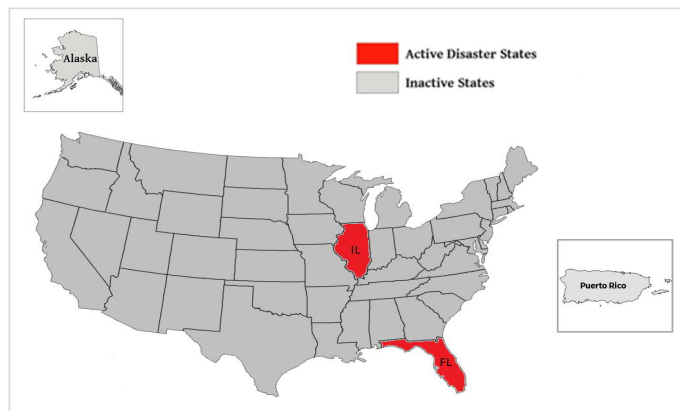 Alaska
Active Disaster States
Inactive States
IL
Puerto Rico
FL